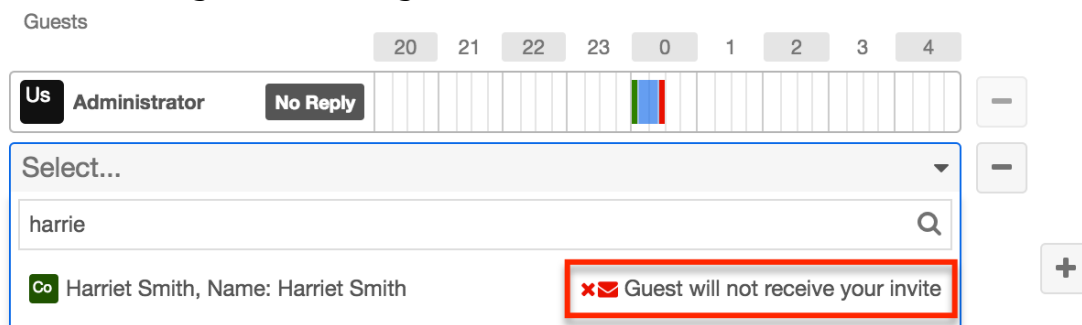 Guests
20 21 22 23 0 1 2 3 4
Us Administrator No Reply
Select...
harrie
Co Harriet Smith, Name: Harriet Smith Guest will not receive your invite